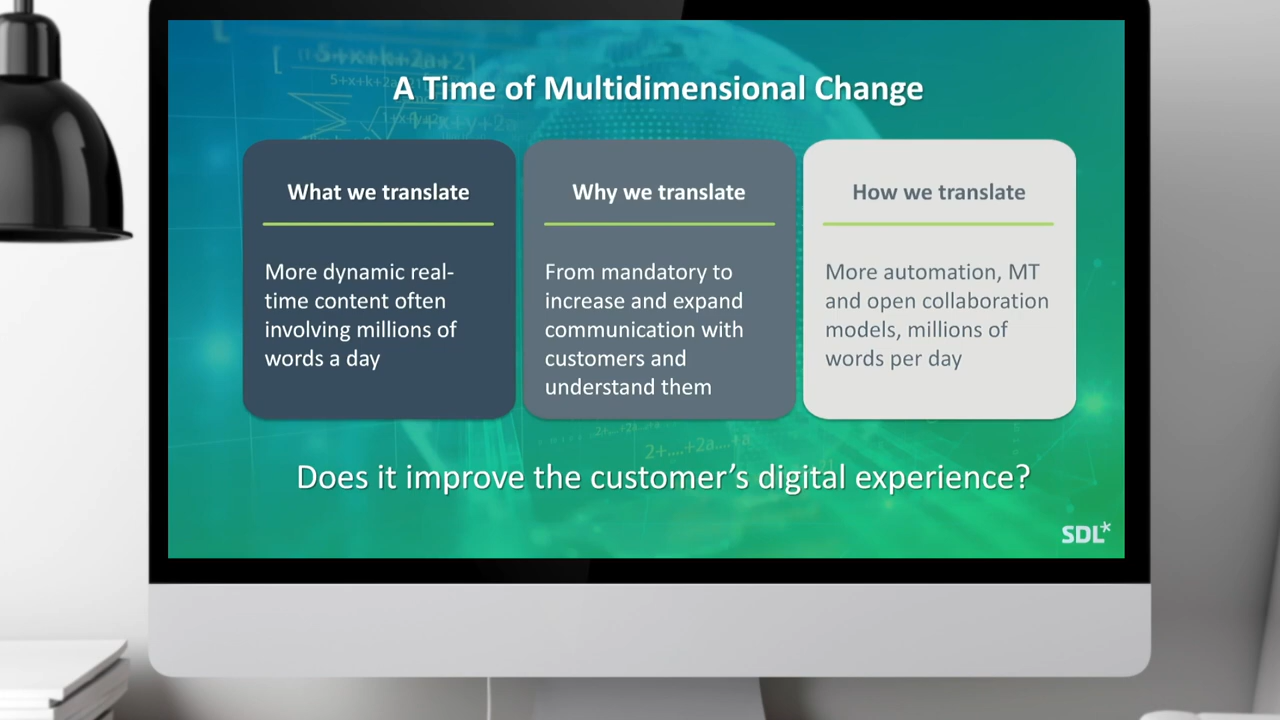 A Time of Multidimensional Change
What we translate
More dynamic real-
time content often
involving millions of
words a day
Why we translate
From mandatory to
increase and expand
communication with
customers and
understand them
How we translate
More automation, MT
and open collaboration
models, millions of
words per day
Does it improve the customer’s digital experience?
SDL*